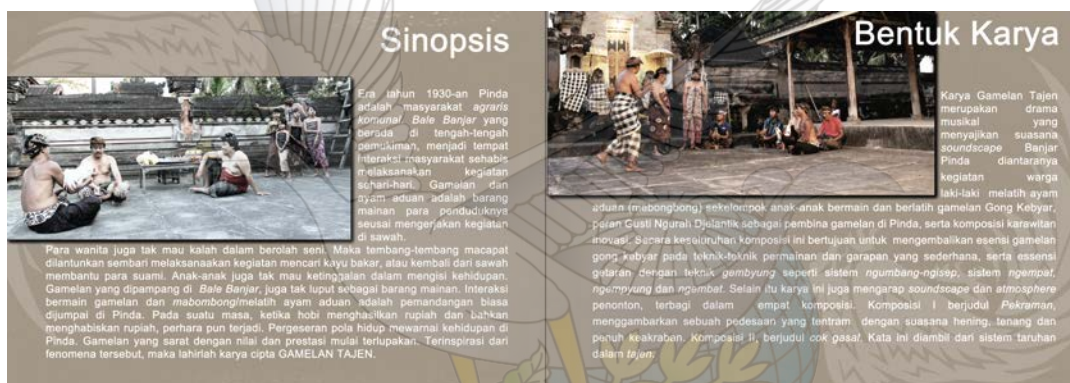 Sinopsis
Era tahun 1930-an Pinda
adalah masyarakat agraris
komunal. Bale Banjar yang
berada di tengah-tengah
pemukiman, menjadi tempat
interaksi masyarakat sehabis
melaksanakan kegiatan
sehari-hari. Gamelan dan
ayam aduan adalah barang
mainan para ponduduknya
seusai mengerjakan kegiatan
di sawah.
Para wanita juga tak mau kalah dalam berolah seni. Maka tembang-tembang macapat
dilantunkan sembari melaksanaakan kegiatan mencari kayu bakar, atau kembali dari sawah
membantu para suami. Anak-anak juga tak mau ketinggalan dalam mengisi kehidupan.
Gamelan yang dipampang di Bale Banjar, juga tak luput sebagai barang mainan. Interaksi
bermain gamelan dan mabombong/melatih ayam aduan adalah pemandangan biasa
dijumpai di Pinda. Pada suatu masa, ketika hobi menghasilkan rupiah dan bahkan
menghabiskan rupiah, perhara pun terjadi. Pergeseran pola hidup mewarnai kehidupan di
Pinda. Gamelan yang sarat dengan nilai dan prestasi mulai terlupakan. Terinspirasi dari
fenomena tersebut, maka lahirlah karya cipta GAMELAN TAJEN.
Bentuk Karya
Karya Gamelan Tajen
merupakan drama
musikal yang
menyajikan suasana
soundscape Banjar
Pinda diantaranya
kegiatan warga
laki-laki melatih ayam
aduan (mebongbong) sekelompok anak-anak bermain dan berlatih gamelan Gong Kebyar,
peran Gusti Ngurah Djelantik sebagai pembina gamelan di Pinda, serta komposisi karawitan
inovasi. Secara keseluruhan komposisi ini bertujuan untuk mengembalikan esensi gamelan
gong kebyar pada teknik-teknik permainan dan garapan yang sederhana, serta essensi
getaran dengan teknik gembyung seperti sistem ngumbang-ngisep, sistem ngempat,
ngempyung dan ngembat. Selain itu karya ini juga mengarap soundscape dan atmosphere
penonton, terbagi dalam empat komposisi. Komposisi I berjudul Pekraman,
menggambarkan sebuah pedesaan yang tentram dengan suasana hening, tenang dan
penuh keakraban. Komposisi II, berjudul cok gasal. Kata ini diambil dari sistem taruhan
dalam tajen.